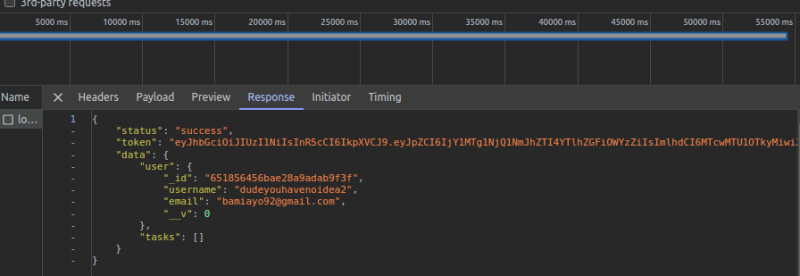 3rd-party requests
5000 ms 10000 ms 15000 ms 20000 ms 25000 ms 30000 ms 35000 ms 40000 ms 45000 ms 50000 ms 55000 ms
Name Headers Payload Preview Response Initiator Timing
lo... 1 {
- "status": "success",
- "token": "eyJhbGciOiJIUzI1NiIsInR5cCI6IkpXVCJ9.eyJpZCI6IjY1MTg1NjQ1NmJhZTI4YTlhZGFiOWYzZiIsImlhdCI6MTcwMTU1OTkyMiwi
- "data": {
- "user": {
- "_id": "651856456bae28a9adab9f3f",
- "username": "dudeyouhavenoidea2",
- "email": "bamiayo92@gmail.com",
- "__v": 0
- },
- "tasks": []
- }
- }